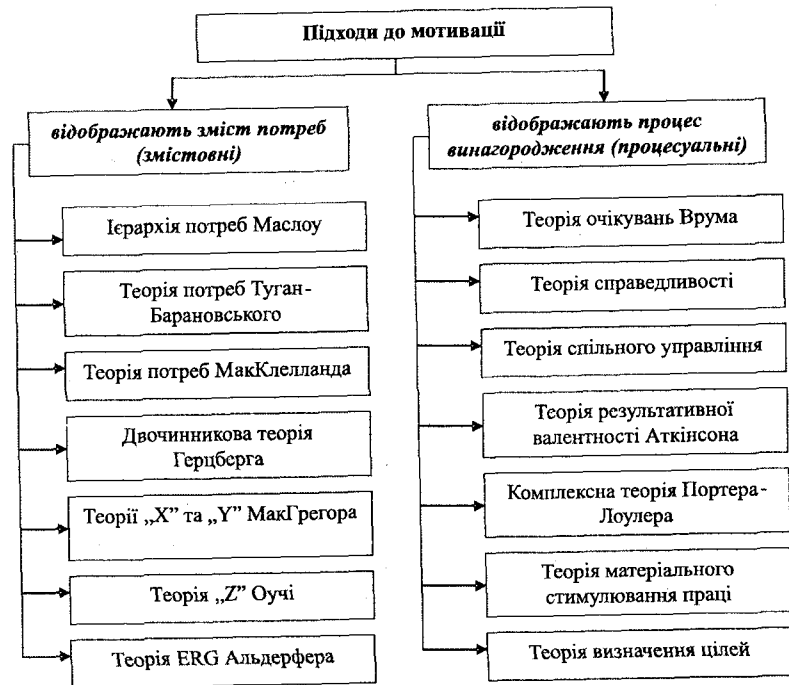 Підходи до мотивації
відображають зміст потреб
(змістовні)
Ієрархія потреб Маслоу
Теорія потреб Туган-
Барановського
Теорія потреб МакКлелланда
Двочинникова теорія
Герцберга
Теорії „X” та „Y” МакГрегора
Теорія „Z” Оучі
Теорія ERG Альдерфера
відображають процес
винагородження (процесуальні)
Теорія очікувань Врума
Теорія справедливості
Теорія спільного управління
Теорія результативної
валентності Аткінсона
Комплексна теорія Портера-
Лоулера
Теорія матеріального
стимулювання праці
Теорія визначення цілей